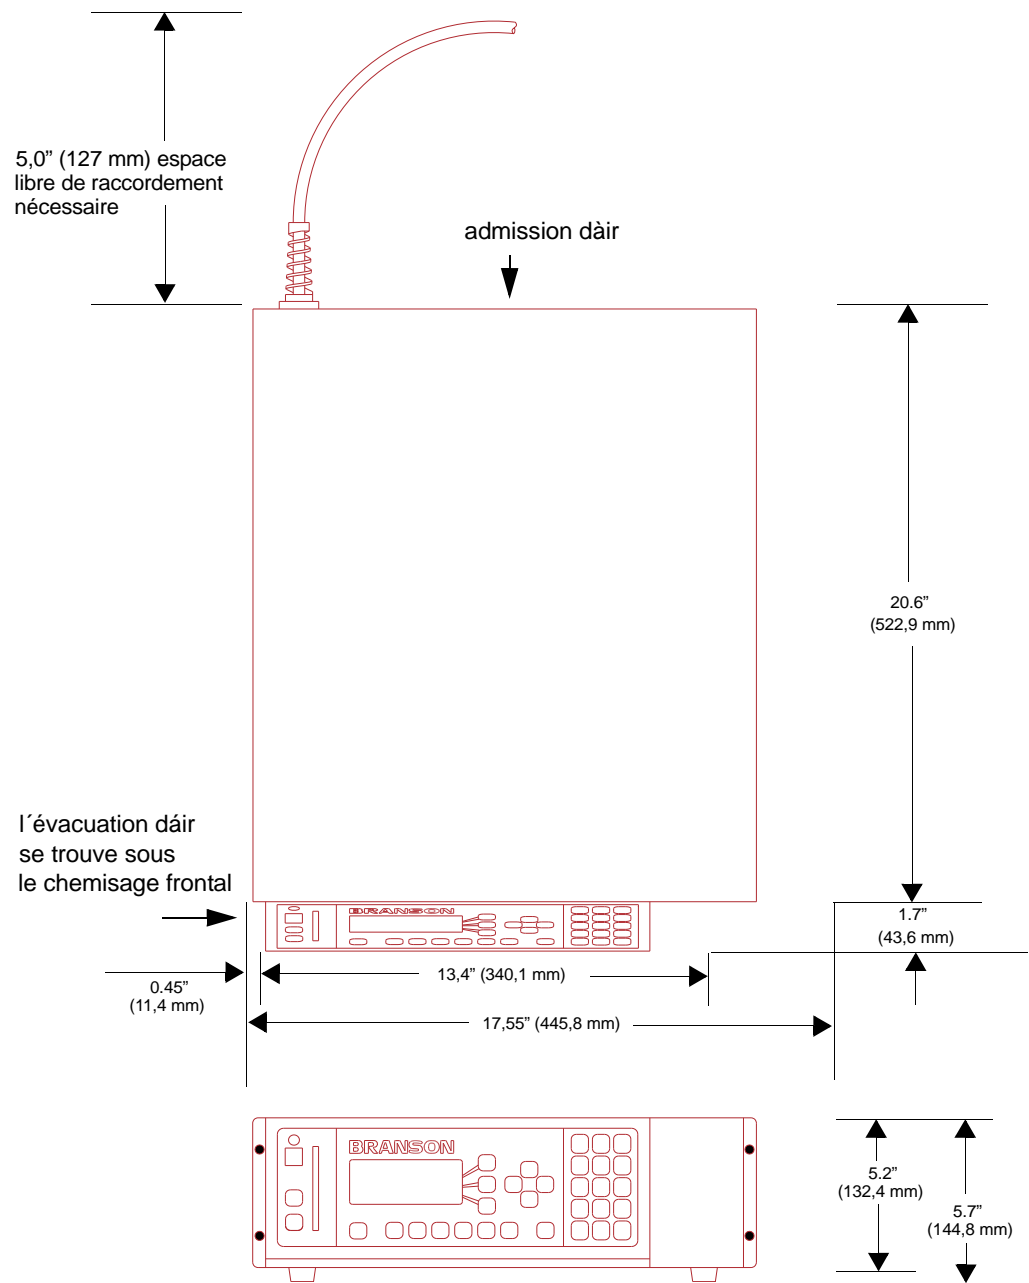 5,0” (127 mm) espace
libre de raccordement
nécessaire
admission dàir
20.6”
(522,9 mm)
l´évacuation dáir
se trouve sous
le chemisage frontal
BRANSON
1.7”
(43,6 mm)
13,4” (340,1 mm)
0.45”
(11,4 mm)
17,55” (445,8 mm)
BRANSON
5.2”
(132,4 mm)
5.7”
(144,8 mm)